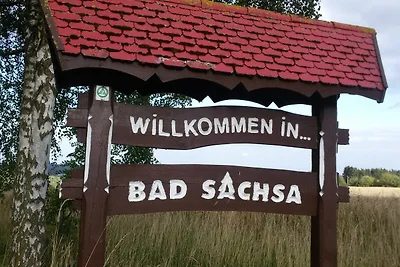 WILLKOMMEN in...
BAD SACHSA